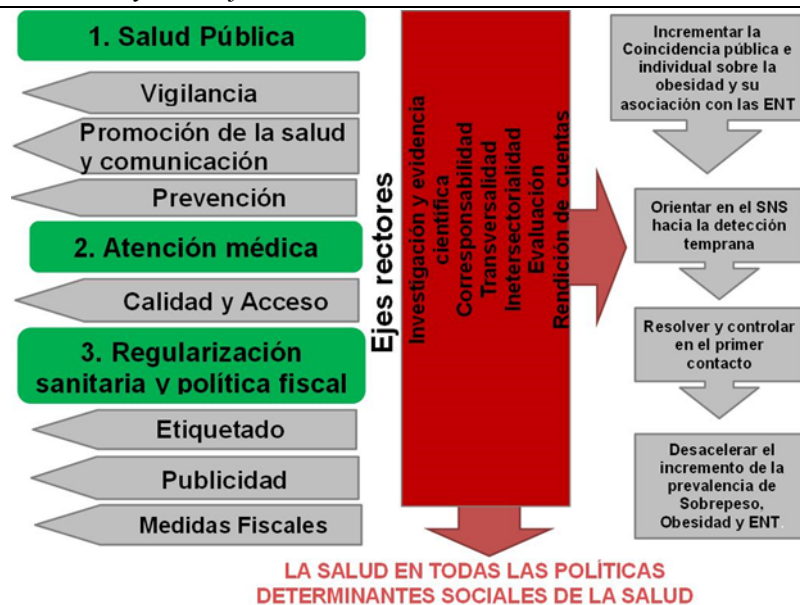 1. Salud Pública
Vigilancia
Promoción de la salud
y comunicación
Prevención
2. Atención médica
Calidad y Acceso
3. Regularización
sanitaria y política fiscal
Etiquetado
Publicidad
Medidas Fiscales
Ejes rectores
Investigación y evidencia
científica
Corresponsabilidad
Transversalidad
Inetersectorialidad
Evaluación
Rendición de cuentas
Incrementar la
Coincidencia pública e
individual sobre la
obesidad y su
asociación con las ENT
Orientar en el SNS
hacia la detección
temprana
Resolver y controlar
en el primer
contacto
Desacelerar el
incremento de la
prevalencia de
Sobrepeso,
Obesidad y ENT.
LA SALUD EN TODAS LAS POLÍTICAS
DETERMINANTES SOCIALES DE LA SALUD